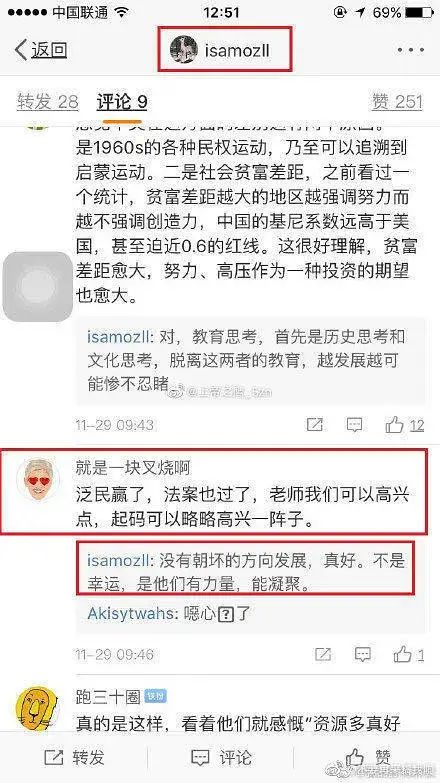 中国联通
12:51
69%
返回
isamozll
转发 28
评论 9
赞 251
是1960s的各种民权运动，乃至可以追溯到
启蒙运动。二是社会贫富差距，之前看过一
个统计，贫富差距越大的地区越强调努力而
越不强调创造力，中国的基尼系数远高于美
国，甚至迫近0.6的红线。这很好理解，贫富
差距愈大，努力、高压作为一种投资的期望
也愈大。
isamozll: 对，教育思考，首先是历史思考和
文化思考，脱离这两者的教育，越发展越可
能惨不忍睹。
11-29 09:46
12
就是一块叉烧啊
泛民赢了，法案也过了，老师我们可以高兴
点，起码可以略略高兴一阵子。
isamozll: 没有朝坏的方向发展，真好。不是
幸运，是他们有力量，能凝聚。
Akisytwahs: 噁心?了
11-29 09:46
1
跑三十圈
铁粉
真的是这样，看着他们就感慨“资源多真好
转发
评论
赞